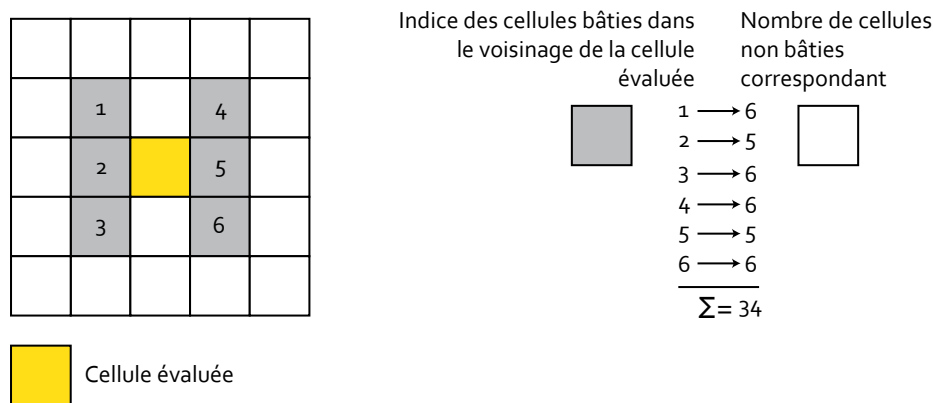 Indice des cellules bâties dans
le voisinage de la cellule
évaluée
Nombre de cellules
non bâties
correspondant
1 4
2 5
3 6
1 → 6
2 → 5
3 → 6
4 → 6
5 → 5
6 → 6
Σ = 34
Cellule évaluée